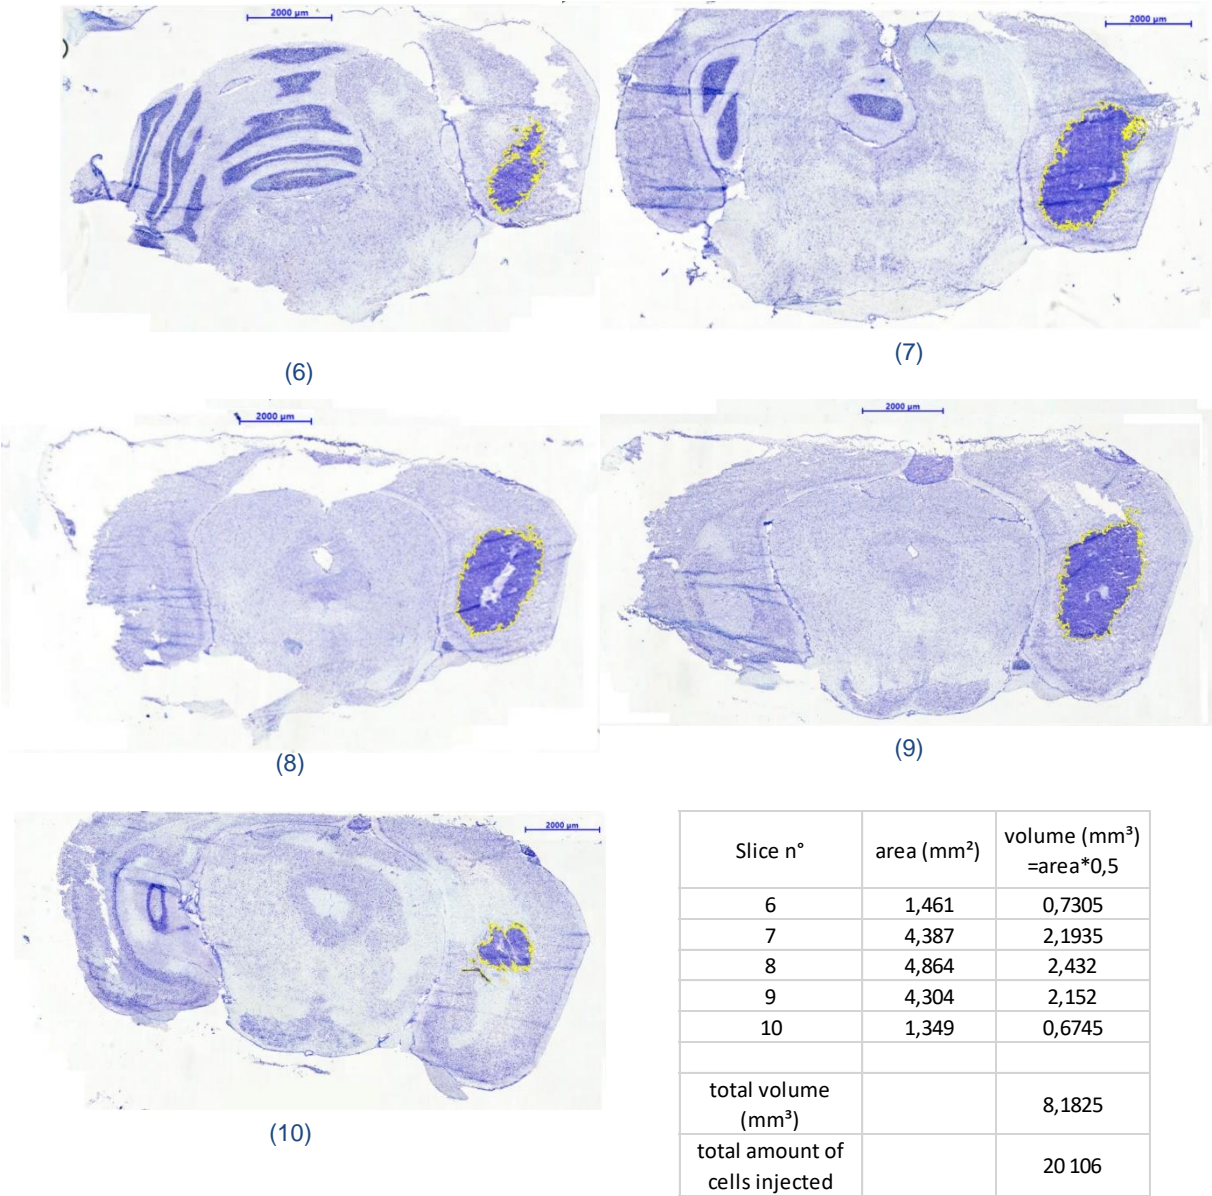 2000 µm
2000 µm
(6)
(7)
2000 µm
2000 µm
(8)
(9)
2000 µm
(10)
Slice n° area (mm²) volume (mm³)
=area*0,5
6 1,461 0,7305
7 4,387 2,1935
8 4,864 2,432
9 4,304 2,152
10 1,349 0,6745
total volume
(mm³) 8,1825
total amount of
cells injected 20 106